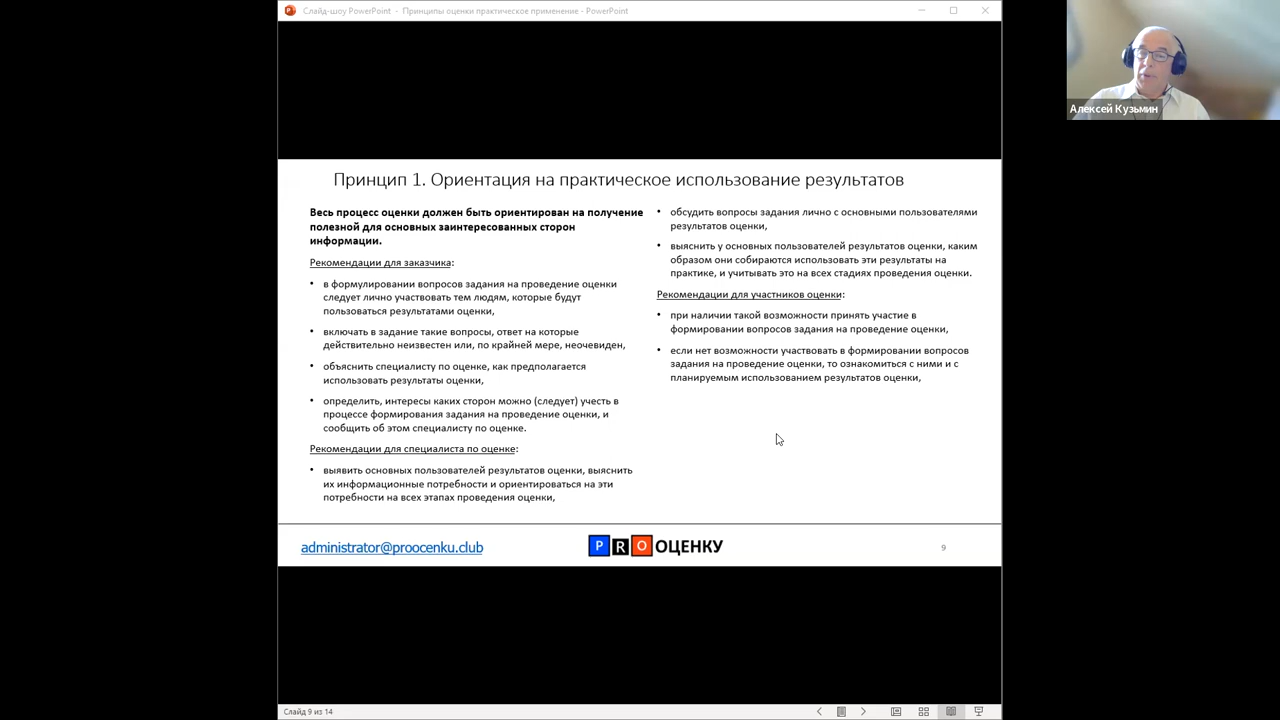 Слайд-шоу PowerPoint - Принципы оценки практическое применение - PowerPoint
Алексей Кузьмин
Принцип 1. Ориентация на практическое использование результатов
Весь процесс оценки должен быть ориентирован на получение
полезной для основных заинтересованных сторон
информации.
Рекомендации для заказчика:
• в формулировании вопросов задания на проведение оценки
следует лично участвовать тем людям, которые будут
пользоваться результатами оценки,
• включать в задание такие вопросы, ответ на которые
действительно неизвестен или, по крайней мере, неочевиден,
• объяснить специалисту по оценке, как предполагается
использовать результаты оценки,
• определить, интересы каких сторон можно (следует) учесть в
процессе формирования задания на проведение оценки, и
сообщить об этом специалисту по оценке.
Рекомендации для специалиста по оценке:
• выявить основных пользователей результатов оценки, выяснить
их информационные потребности и ориентироваться на эти
потребности на всех этапах проведения оценки,
• обсудить вопросы задания лично с основными пользователями
результатов оценки,
• выяснить у основных пользователей результатов оценки, каким
образом они собираются использовать эти результаты на
практике, и учитывать это на всех стадиях проведения оценки.
Рекомендации для участников оценки:
• при наличии такой возможности принять участие в
формировании вопросов задания на проведение оценки,
• если нет возможности участвовать в формировании вопросов
задания на проведение оценки, то ознакомиться с ними и с
планируемым использованием результатов оценки,
administrator@proocenku.club
PRO ОЦЕНКУ
9
Слайд 9 из 14